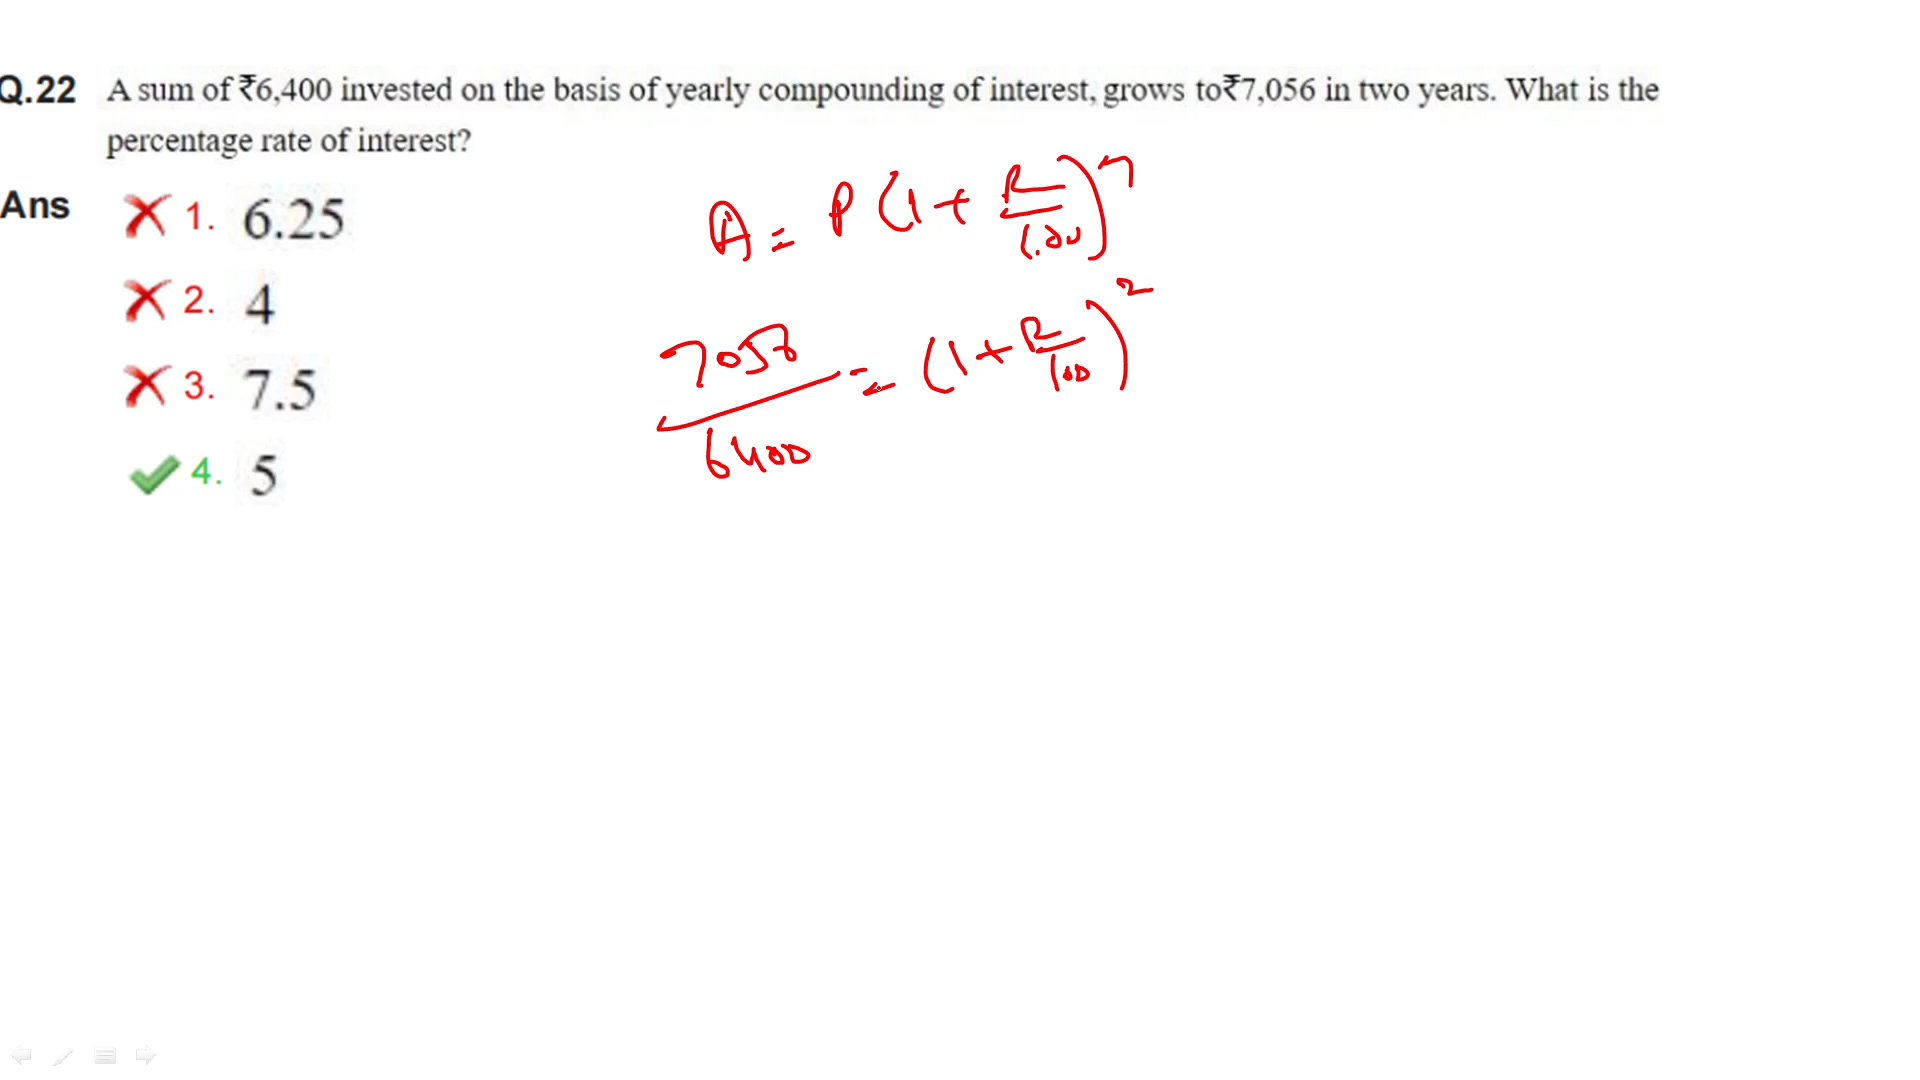 Q.22 A sum of ₹6,400 invested on the basis of yearly compounding of interest, grows to₹7,056 in two years. What is the
percentage rate of interest?
Ans 1. 6.25
2. 4
3. 7.5
4. 5
A = P (1 + R/100)^n
7056/6400 = (1 + R/100)^2